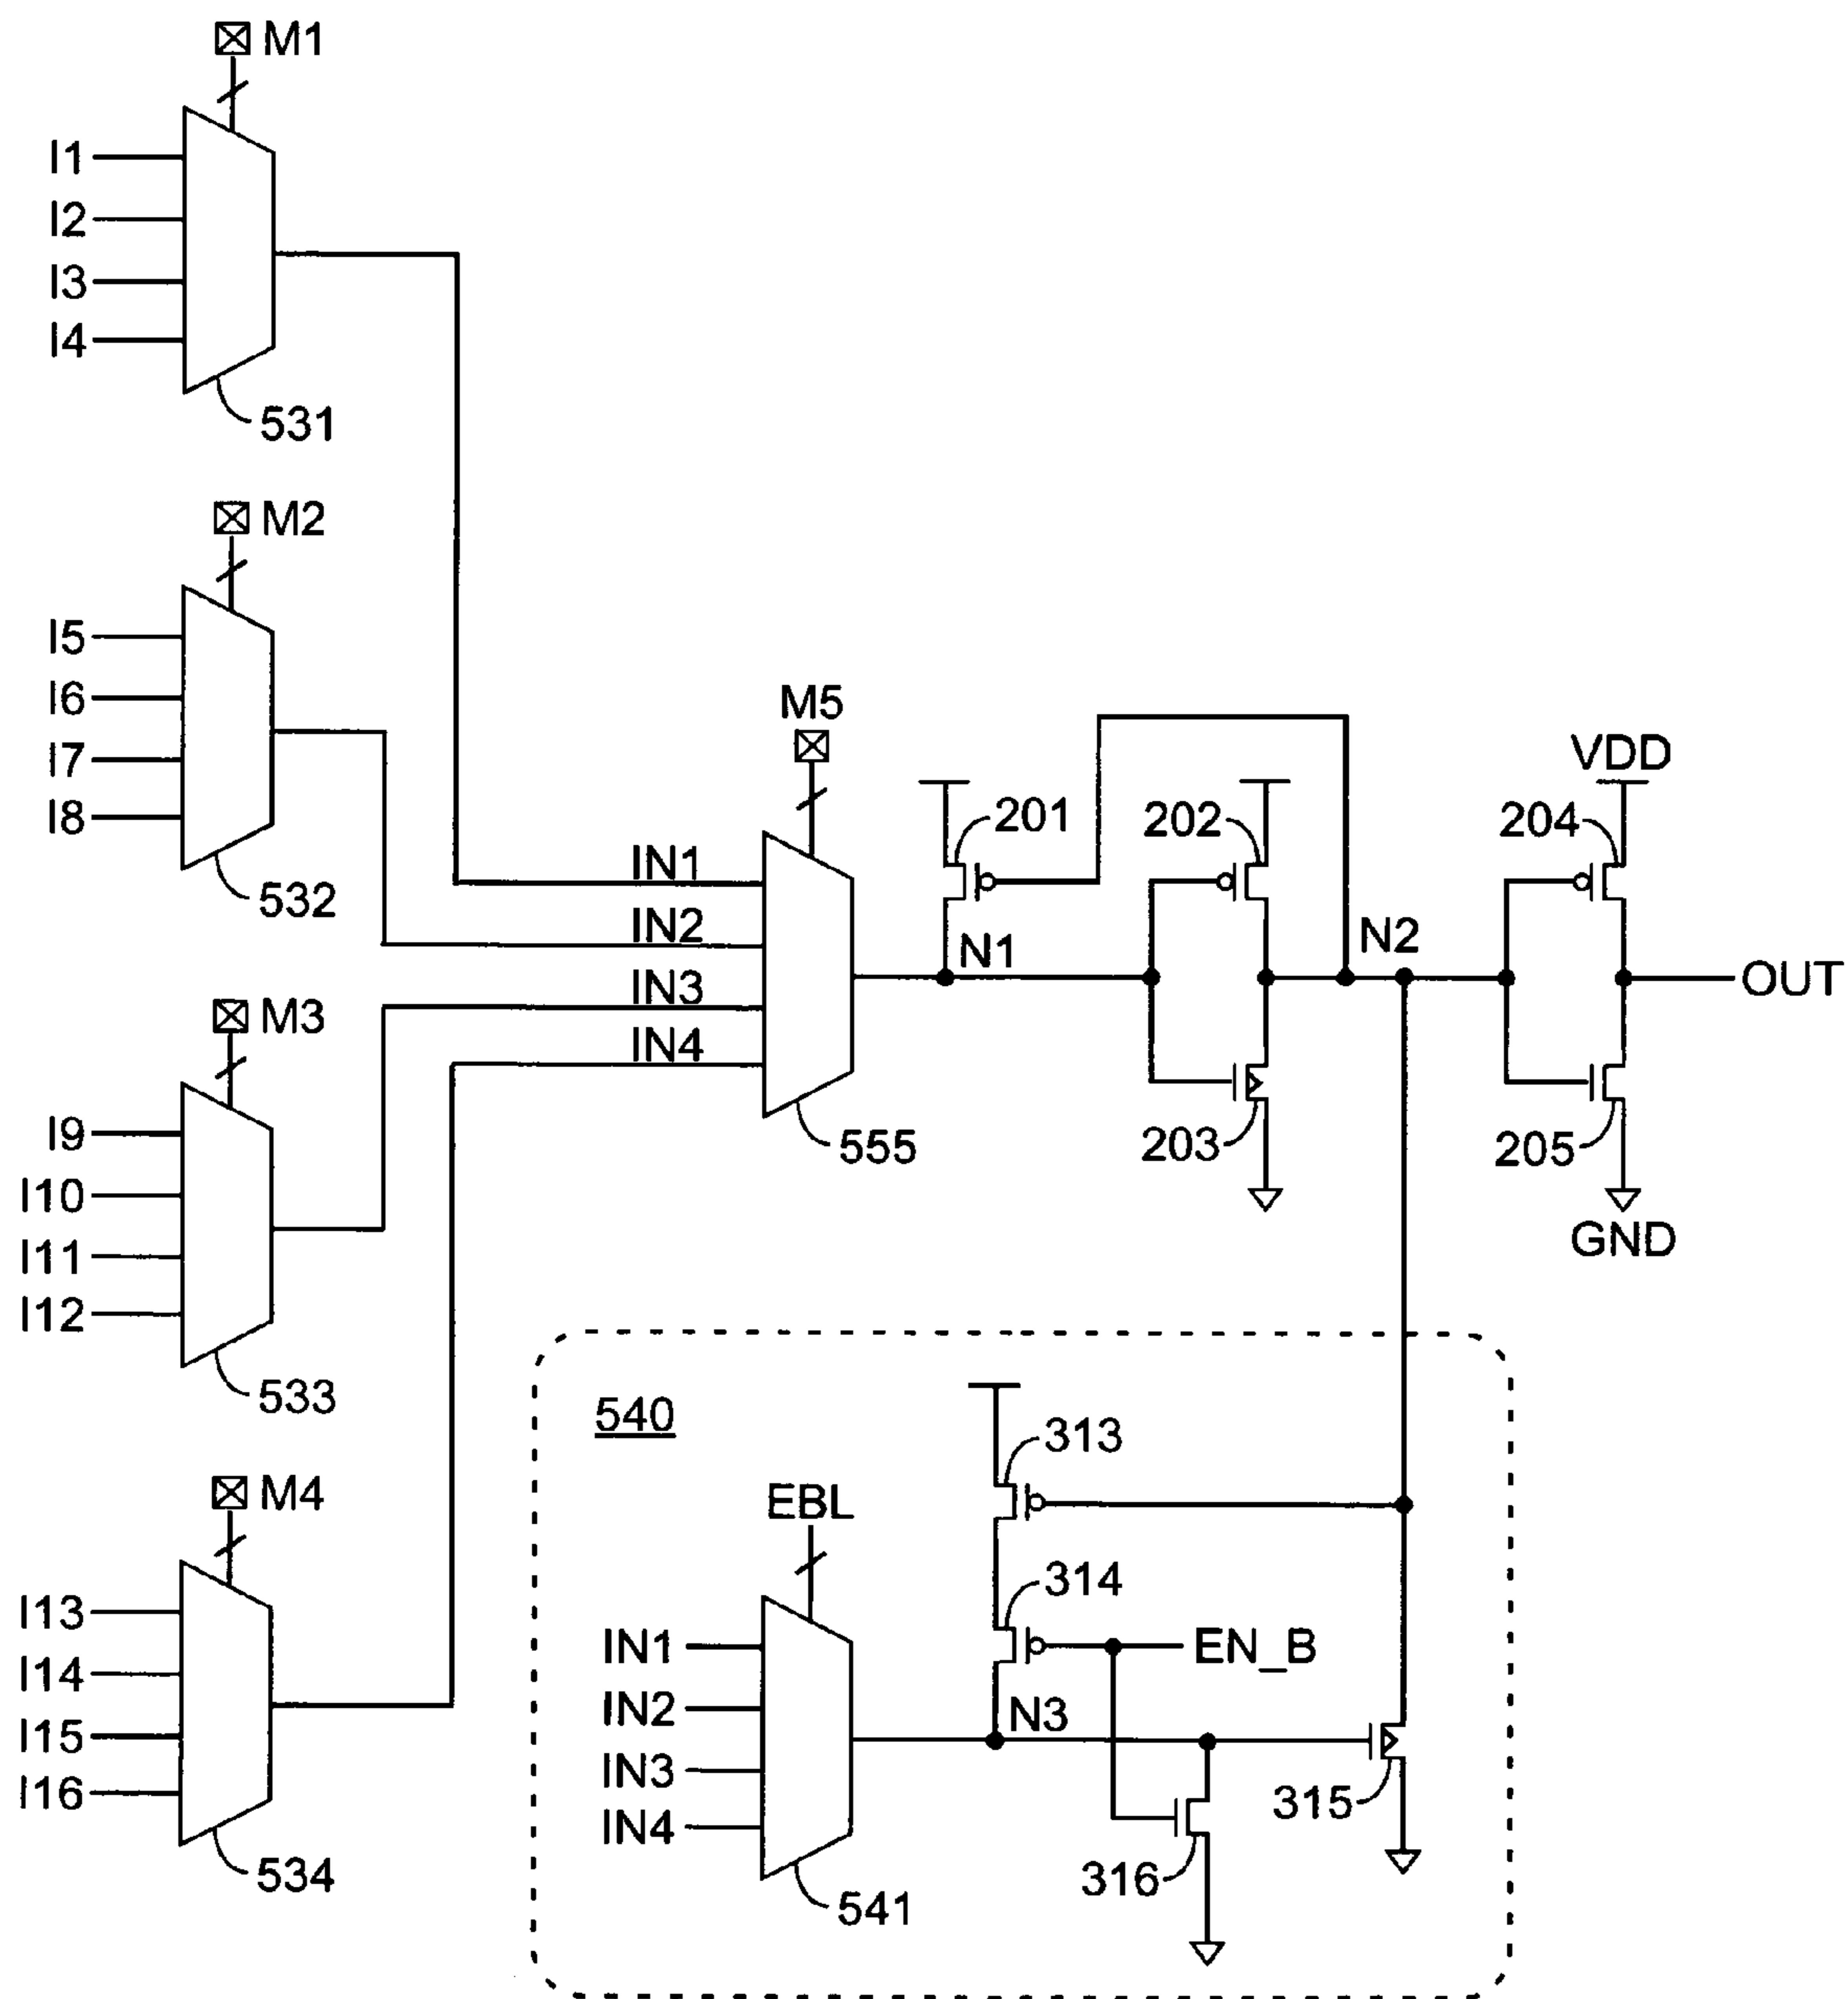 M1
I1
I2
I3
I4
531
M2
I5
I6
I7
I8
532
M3
I9
I10
I11
I12
533
M4
I13
I14
I15
I16
534
M5
IN1
IN2
IN3
IN4
555
N1
201
202
203
N2
VDD
204
205
OUT
GND
540
EBL
IN1
IN2
IN3
IN4
541
313
314
EN_B
N3
315
316